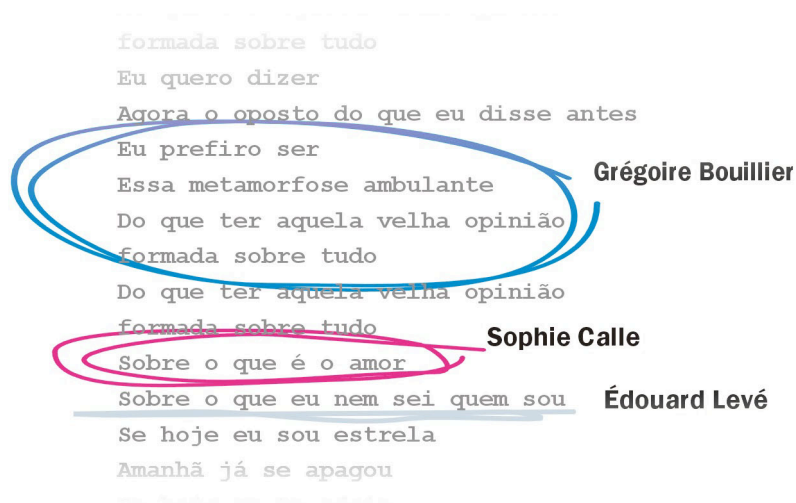 formada sobre tudo
Eu quero dizer
Agora o oposto do que eu disse antes
Eu prefiro ser
Essa metamorfose ambulante
Do que ter aquela velha opinião
formada sobre tudo
Do que ter aquela velha opinião
formada sobre tudo
Sobre o que é o amor
Sobre o que eu nem sei quem sou
Se hoje eu sou estrela
Amanhã já se apagou
Grégoire Bouillier
Sophie Calle
Édouard Levé